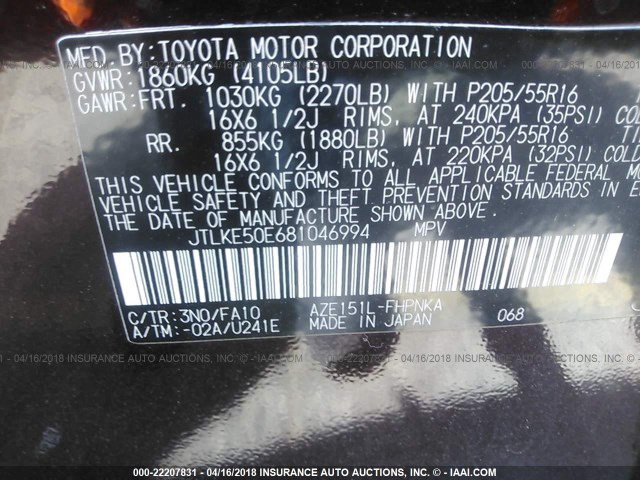 MFD.BY:TOYOTA MOTOR CORPORATION
GVWR:1860KG (4105LB)
GAWR:FRT. 1030KG (2270LB) WITH P205/55R16
16X6 1/2J RIMS, AT 240KPA (35PSI) COL
RR. 855KG (1880LB) WITH P205/55R16
16X6 1/2J RIMS, AT 220KPA (32PSI) COLD
THIS VEHICLE CONFORMS TO ALL APPLICABLE FEDERAL MO
VEHICLE SAFETY AND THEFT PREVENTION STANDARDS IN E
THE DATE OF MANUFACTURE SHOWN ABOVE.
JTLKE50E681046994 MPV
C/TR:3N0/FA10 AZE151L-FHPNKA
A/TM:-02A/U241E MADE IN JAPAN 068
000-22207831 - 04/16/2018 INSURANCE AUTO AUCTIONS, INC. © - IAAI.COM